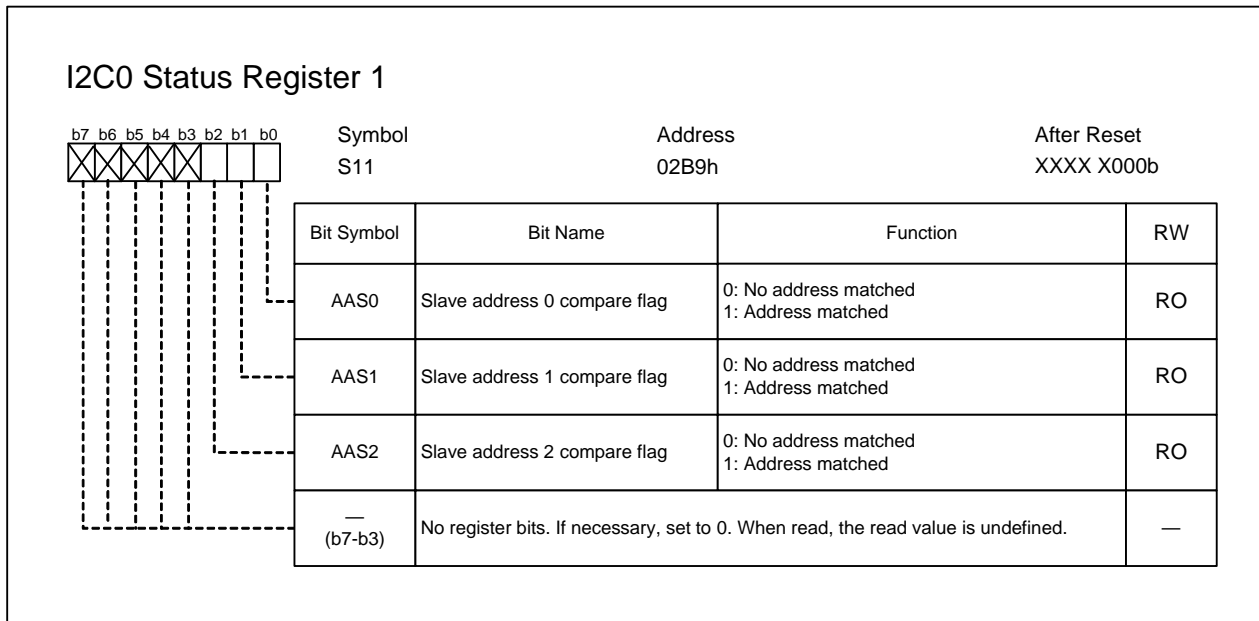 I2C0 Status Register 1
b7 b6 b5 b4 b3 b2 b1 b0
Symbol Address After Reset
S11 02B9h XXXX X000b
Bit Symbol Bit Name Function RW
AAS0 Slave address 0 compare flag 0: No address matched
1: Address matched RO
AAS1 Slave address 1 compare flag 0: No address matched
1: Address matched RO
AAS2 Slave address 2 compare flag 0: No address matched
1: Address matched RO
—
(b7-b3) No register bits. If necessary, set to 0. When read, the read value is undefined. —